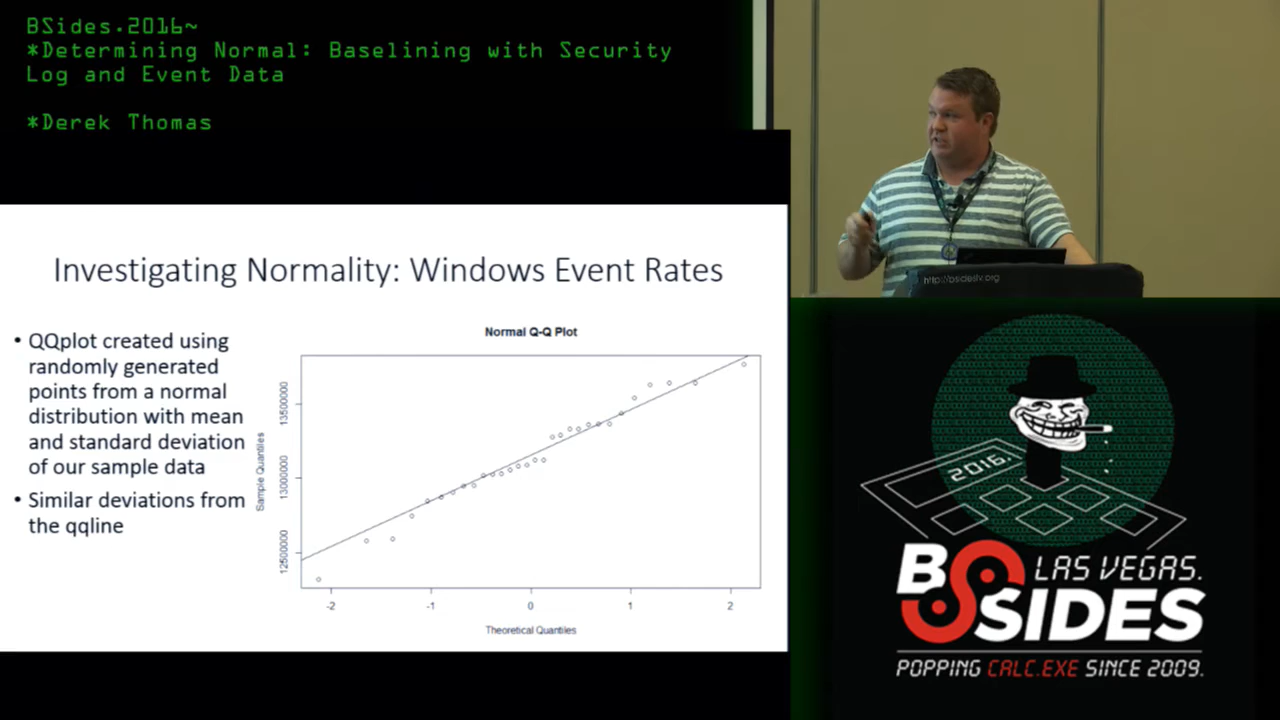 BSides.2016~
*Determining Normal: Baselining with Security
Log and Event Data
*Derek Thomas
http://bsideslv.org
Investigating Normality: Windows Event Rates
• QQplot created using
randomly generated
points from a normal
distribution with mean
and standard deviation
of our sample data
• Similar deviations from
the qqline
Normal Q-Q Plot
Sample Quantiles
13500000
13000000
12500000
-2
-1
0
1
2
Theoretical Quantiles
2016.
BSIDES
LAS VEGAS.
POPPING CALC.EXE SINCE 2009.